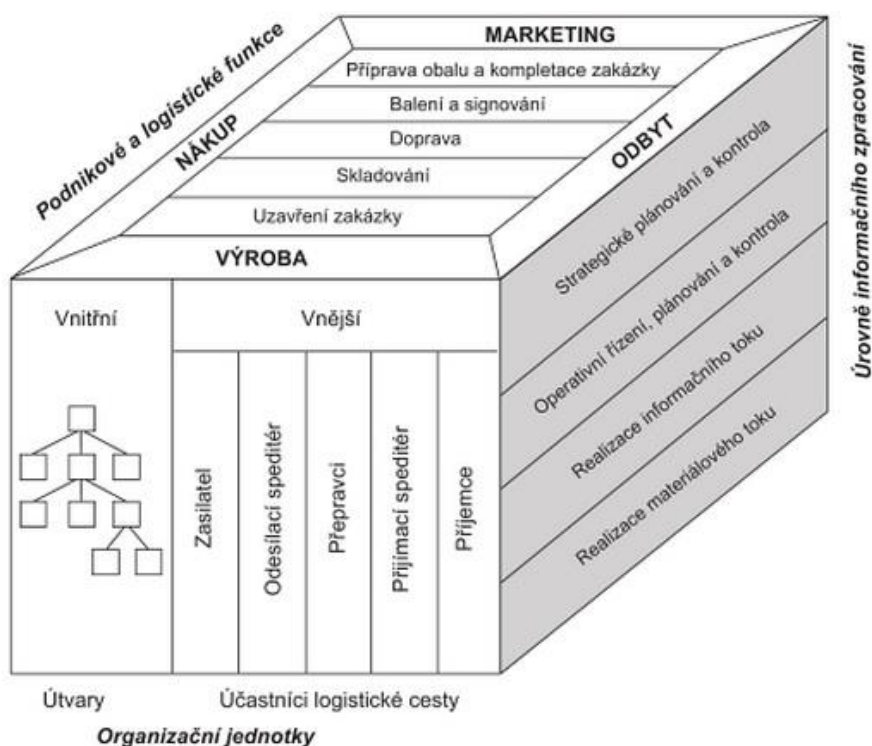 MARKETING
Podnikové a logistické funkce
NÁKUP
Příprava obalu a kompletace zakázky
Balení a signování
Doprava
Skladování
Uzavření zakázky
ODBYT
VÝROBA
Strategické plánování a kontrola
Operativní řízení, plánování a kontrola
Realizace informačního toku
Realizace materiálového toku
Úrovně informačního zpracování
Vnitřní
Vnější
Zasilatel
Odesílací speditér
Přepravci
Přijímací speditér
Příjemce
Útvary
Účastníci logistické cesty
Organizační jednotky